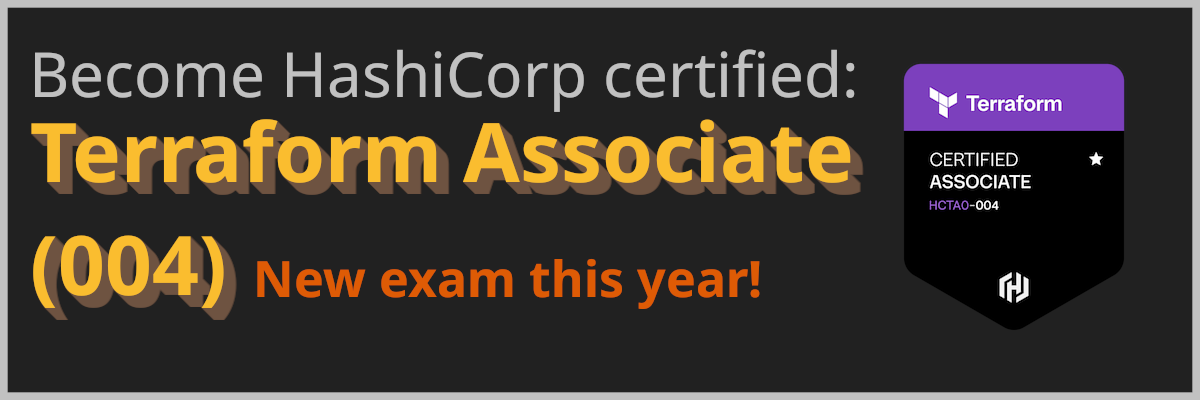 Become HashiCorp certified:
Terraform Associate
(004) New exam this year!
Terraform
CERTIFIED
ASSOCIATE
HCTA0-004